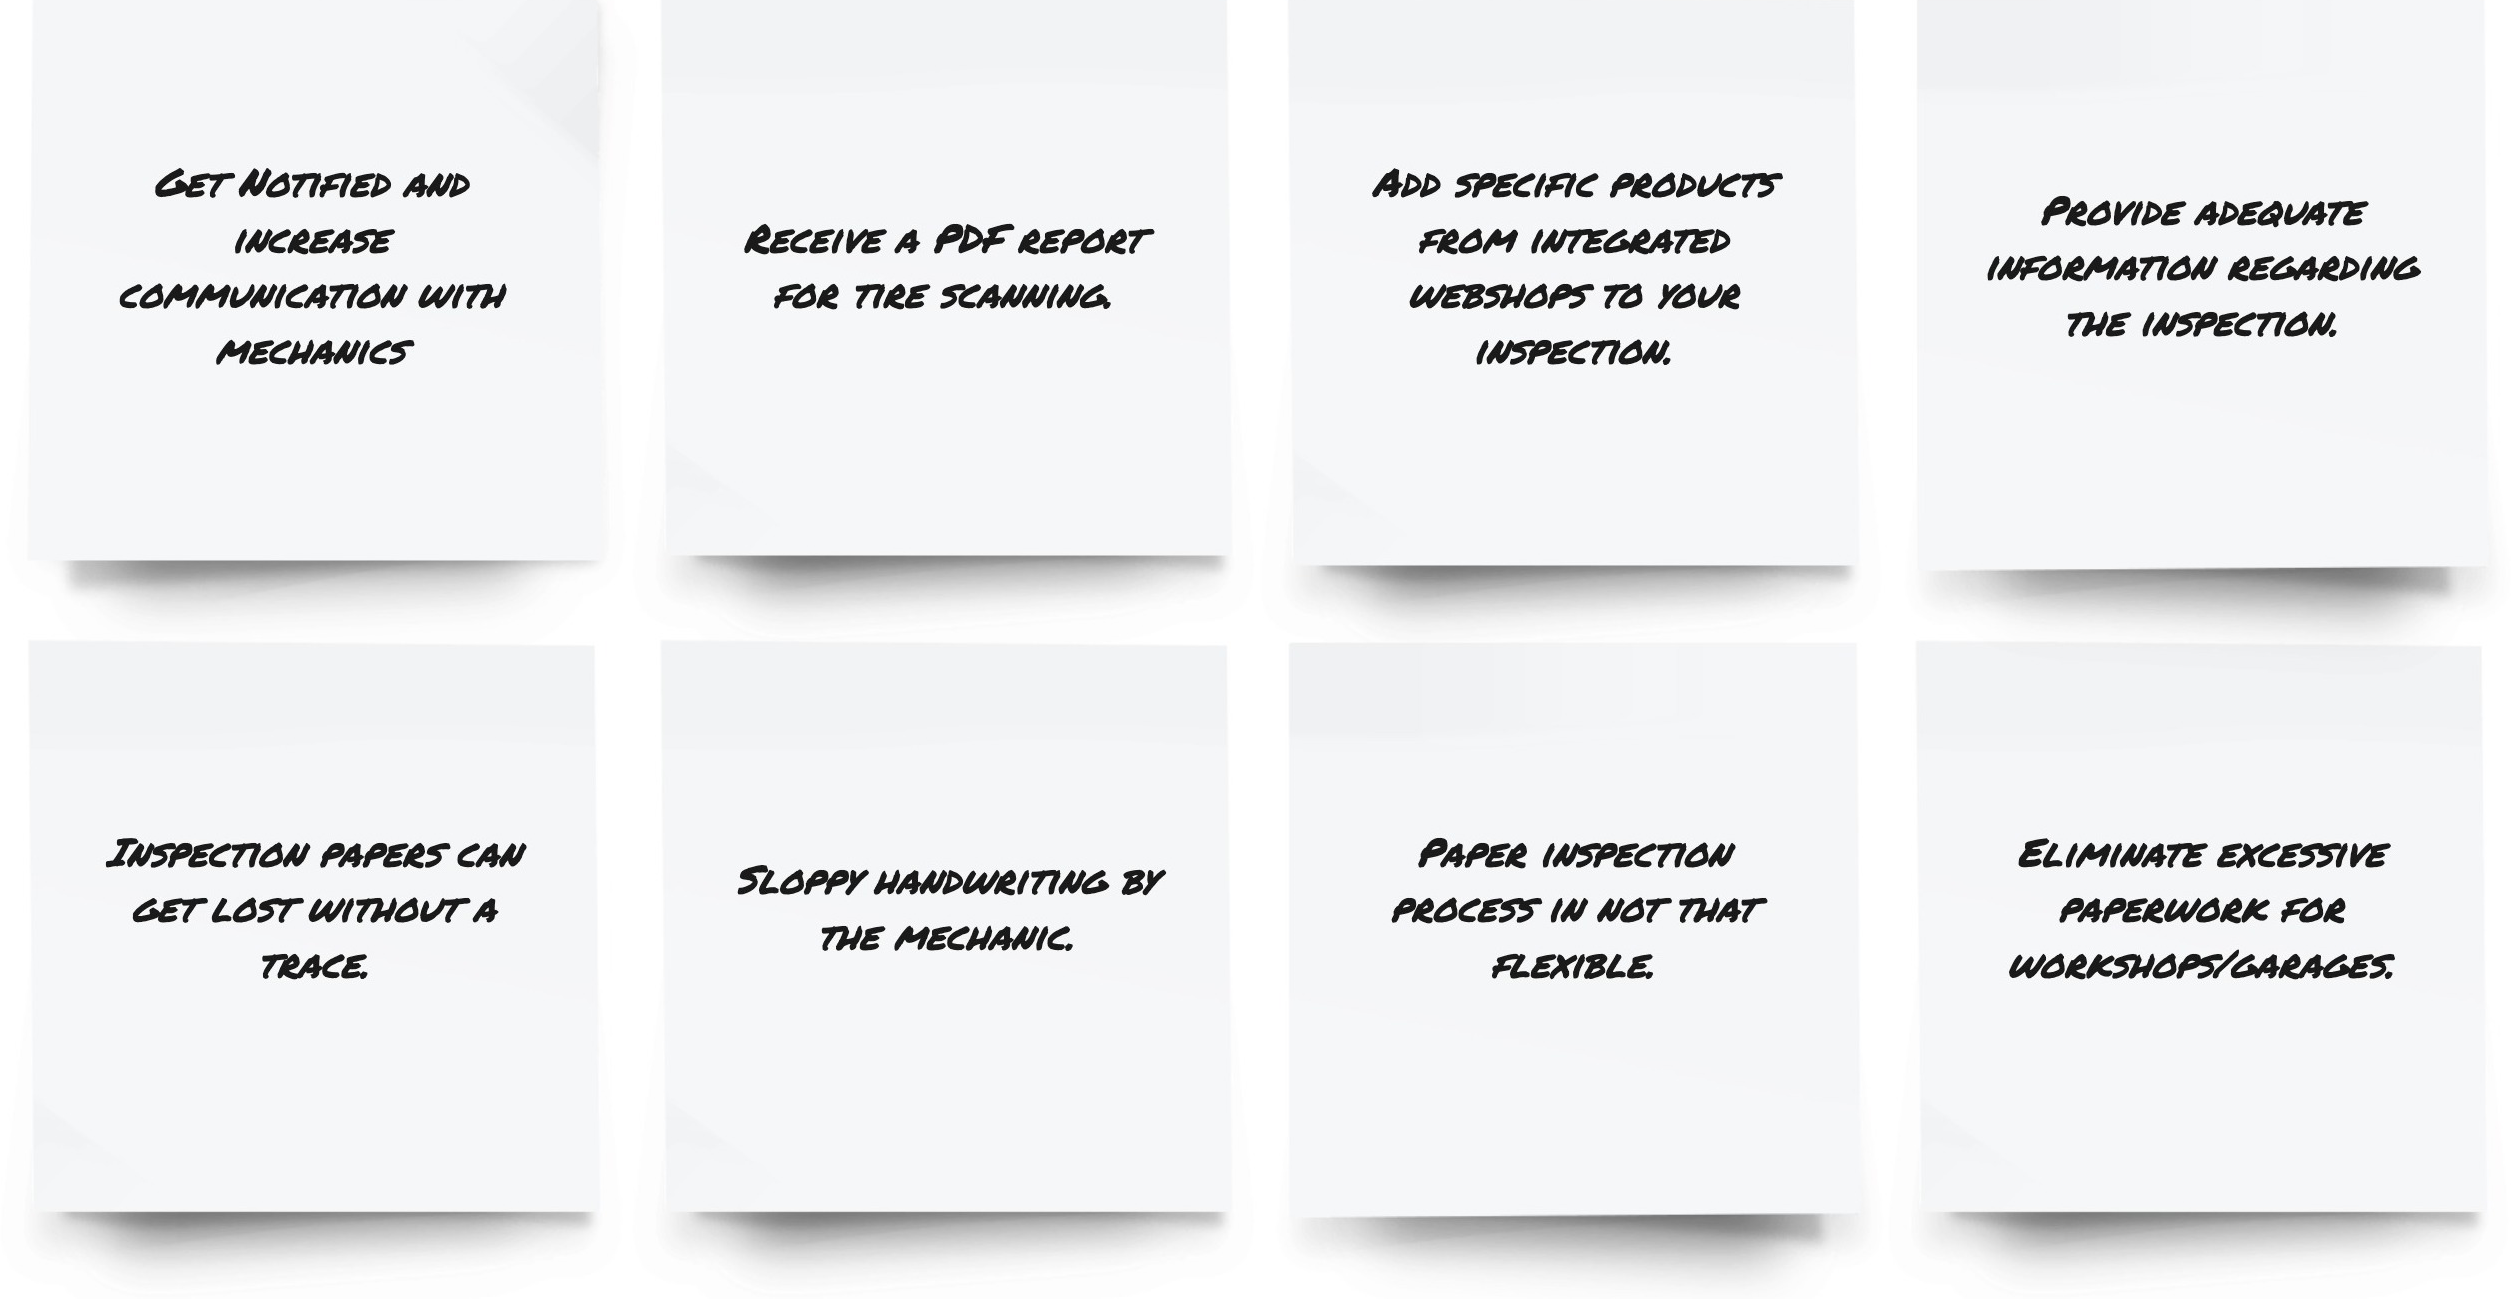 Get Notified and
increase
communication with
mechanics
Receive a PDF report
for tire scanning.
Add specific products
from integrated
webshops to your
inspection.
Provide adequate
information regarding
the inspection.
Inspection papers can
get lost without a
trace.
Sloppy handwriting by
the mechanic.
Paper inspection
process in not that
flexible.
Eliminate excessive
paperwork for
workshops/garages.